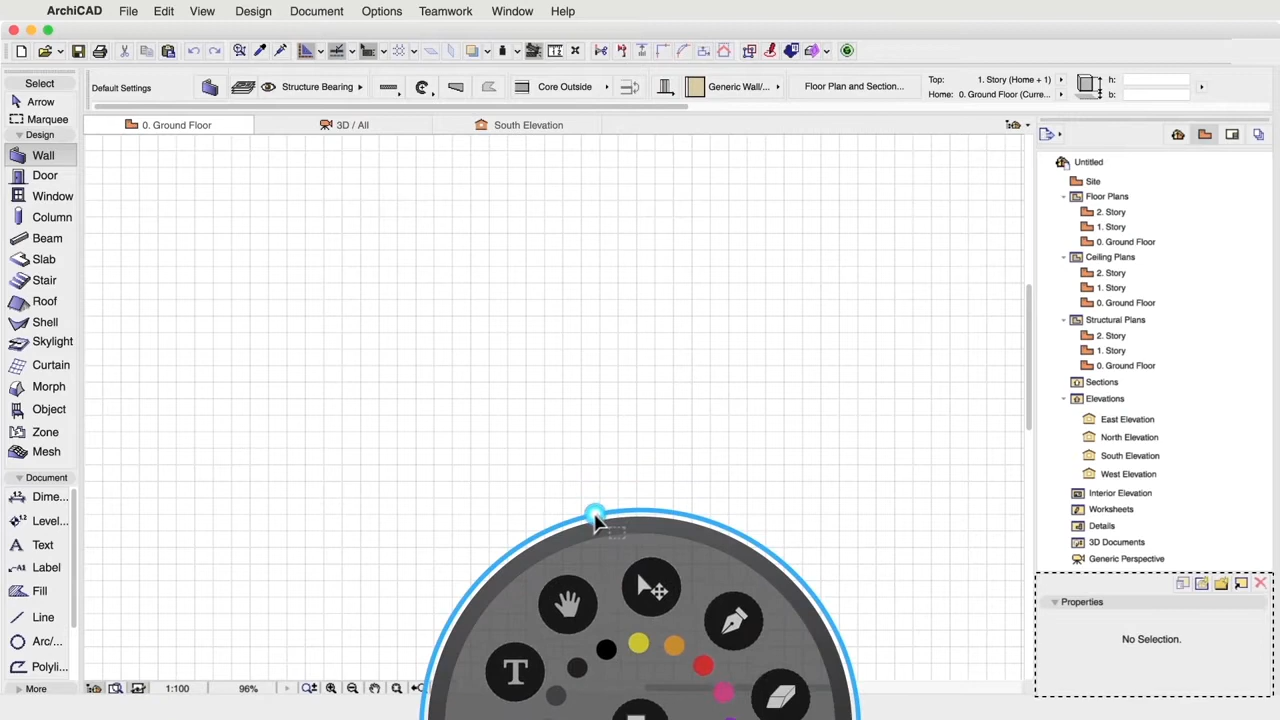 ArchiCAD File Edit View Design Document Options Teamwork Window Help
Select
Arrow
Marquee
Design
Wall
Door
Window
Column
Beam
Slab
Stair
Roof
Shell
Skylight
Curtain
Morph
Object
Zone
Mesh
Document
Dime...
Level...
Text
Label
Fill
Line
Arc/...
Polyli...
More
Default Settings
Structure Bearing
Core Outside
Generic Wall/...
Floor Plan and Section...
Top: 1. Story (Home + 1)
Home: 0. Ground Floor (Curre...
h:
b:
0. Ground Floor
3D / All
South Elevation
T
1:100
96%
Untitled
Site
Floor Plans
2. Story
1. Story
0. Ground Floor
Ceiling Plans
2. Story
1. Story
0. Ground Floor
Structural Plans
2. Story
1. Story
0. Ground Floor
Sections
Elevations
East Elevation
North Elevation
South Elevation
West Elevation
Interior Elevation
Worksheets
Details
3D Documents
Generic Perspective
Properties
No Selection.